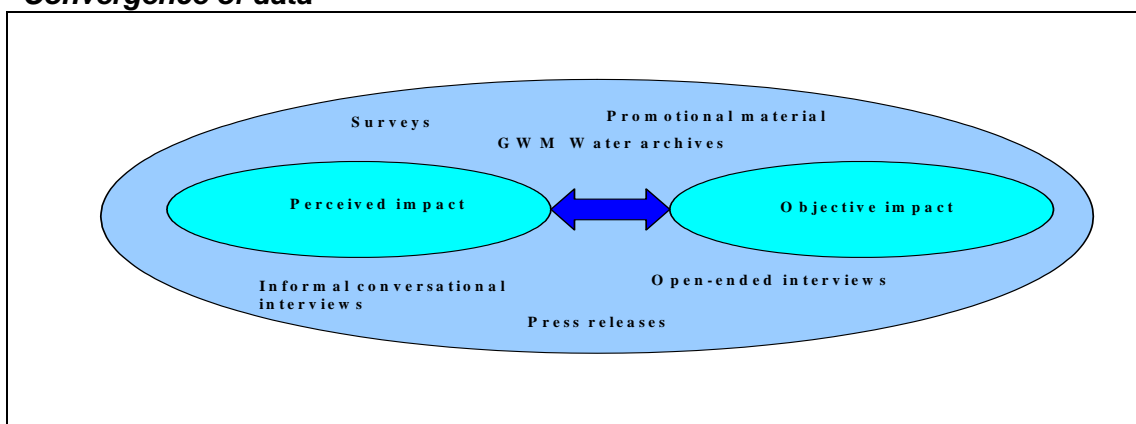 Convergence of data
Surveys
Promotional material
GWM Water archives
Perceived impact
Objective impact
Informal conversational
interviews
Open-ended interviews
Press releases